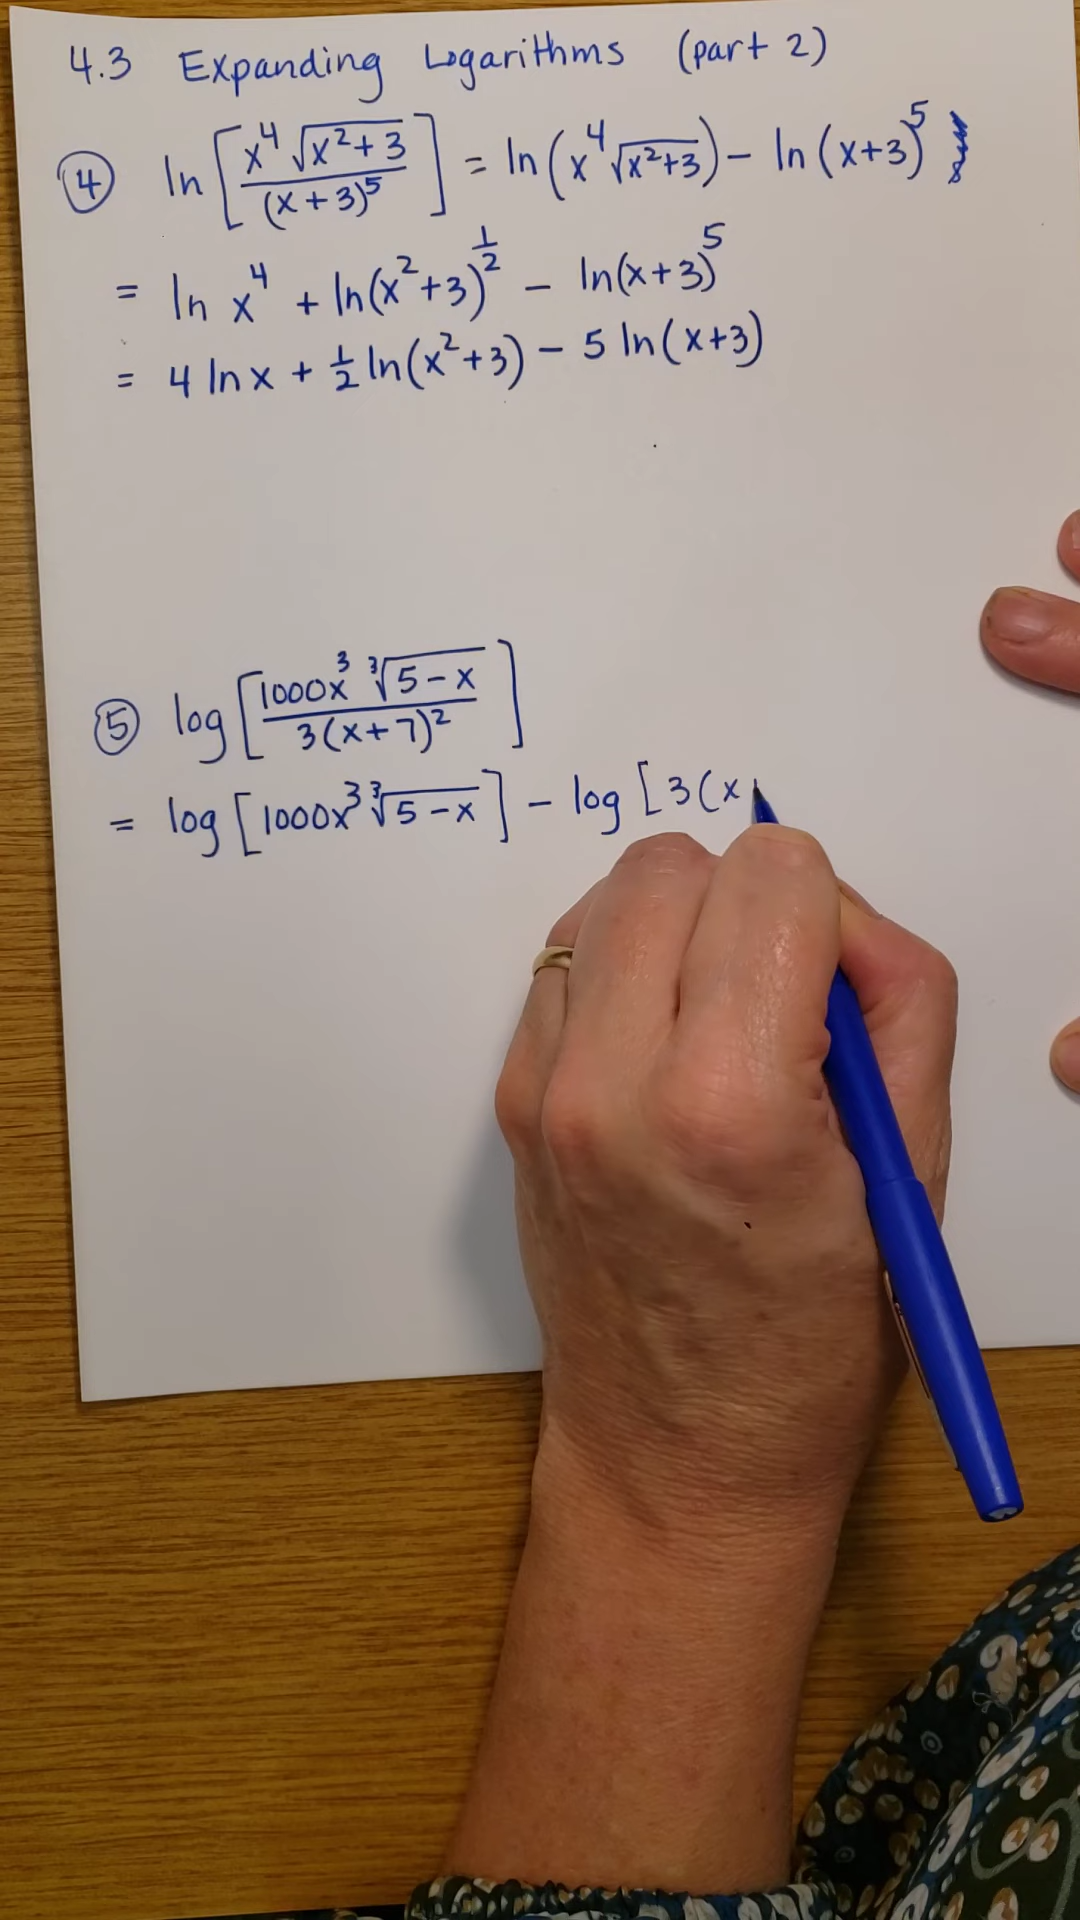 4.3 Expanding Logarithms (part 2)
④ ln [x⁴ √(x²+3) / (x+3)⁵] = ln(x⁴ √(x²+3)) − ln(x+3)⁵
= ln x⁴ + ln(x²+3)^(1/2) − ln(x+3)⁵
= 4 ln x + 1/2 ln(x²+3) − 5 ln(x+3)
⑤ log [1000x³ ∛(5−x) / 3(x+7)²]
= log [1000x³ ∛(5−x)] − log [3(x